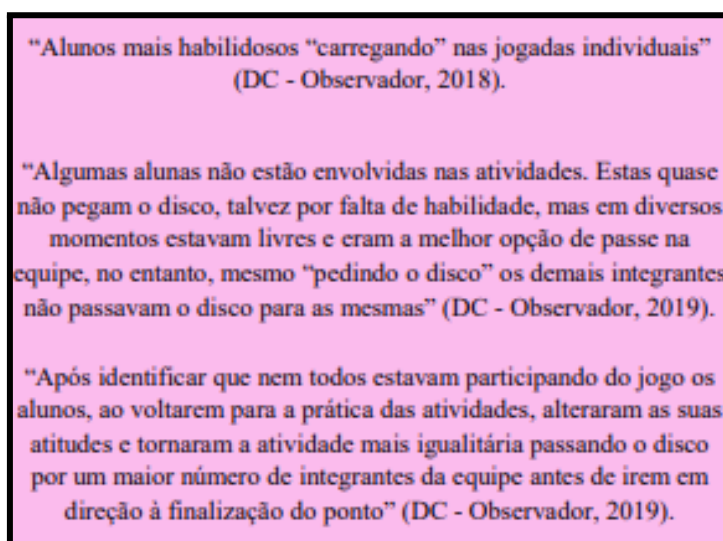 “Alunos mais habilidosos “carregando” nas jogadas individuais”
(DC - Observador, 2018).
“Algumas alunas não estão envolvidas nas atividades. Estas quase
não pegam o disco, talvez por falta de habilidade, mas em diversos
momentos estavam livres e eram a melhor opção de passe na
equipe, no entanto, mesmo “pedindo o disco” os demais integrantes
não passavam o disco para as mesmas” (DC - Observador, 2019).
“Após identificar que nem todos estavam participando do jogo os
alunos, ao voltarem para a prática das atividades, alteraram as suas
atitudes e tornaram a atividade mais igualitária passando o disco
por um maior número de integrantes da equipe antes de irem em
direção à finalização do ponto” (DC - Observador, 2019).